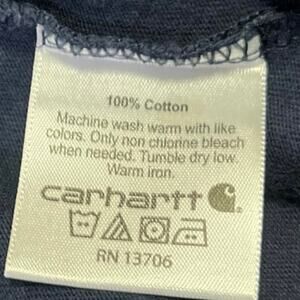 100% Cotton
Machine wash warm with like
colors. Only non chlorine bleach
when needed. Tumble dry low.
Warm iron.
carhartt
RN 13706